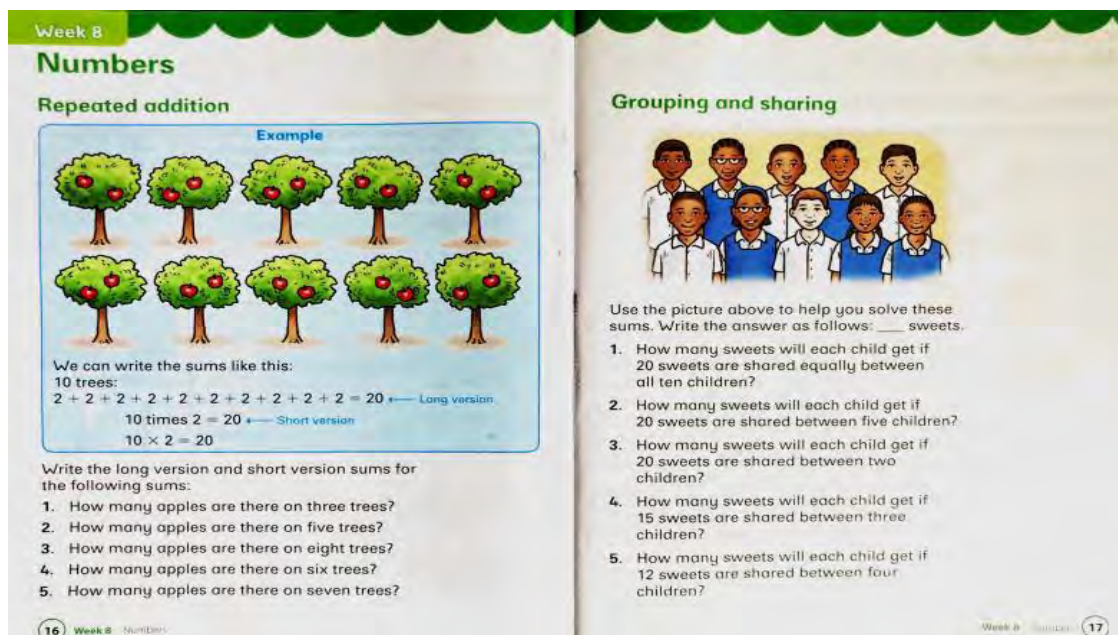 Week 8
Numbers
Repeated addition
Example
We can write the sums like this:
10 trees:
2 + 2 + 2 + 2 + 2 + 2 + 2 + 2 + 2 + 2 = 20 ← Long version
10 times 2 = 20 ← Short version
10 × 2 = 20
Write the long version and short version sums for
the following sums:
1. How many apples are there on three trees?
2. How many apples are there on five trees?
3. How many apples are there on eight trees?
4. How many apples are there on six trees?
5. How many apples are there on seven trees?
16 Week 8 Numbers
Grouping and sharing
Use the picture above to help you solve these
sums. Write the answer as follows: ___ sweets.
1. How many sweets will each child get if
20 sweets are shared equally between
all ten children?
2. How many sweets will each child get if
20 sweets are shared between five children?
3. How many sweets will each child get if
20 sweets are shared between two
children?
4. How many sweets will each child get if
15 sweets are shared between three
children?
5. How many sweets will each child get if
12 sweets are shared between four
children?
Week 8 Numbers 17